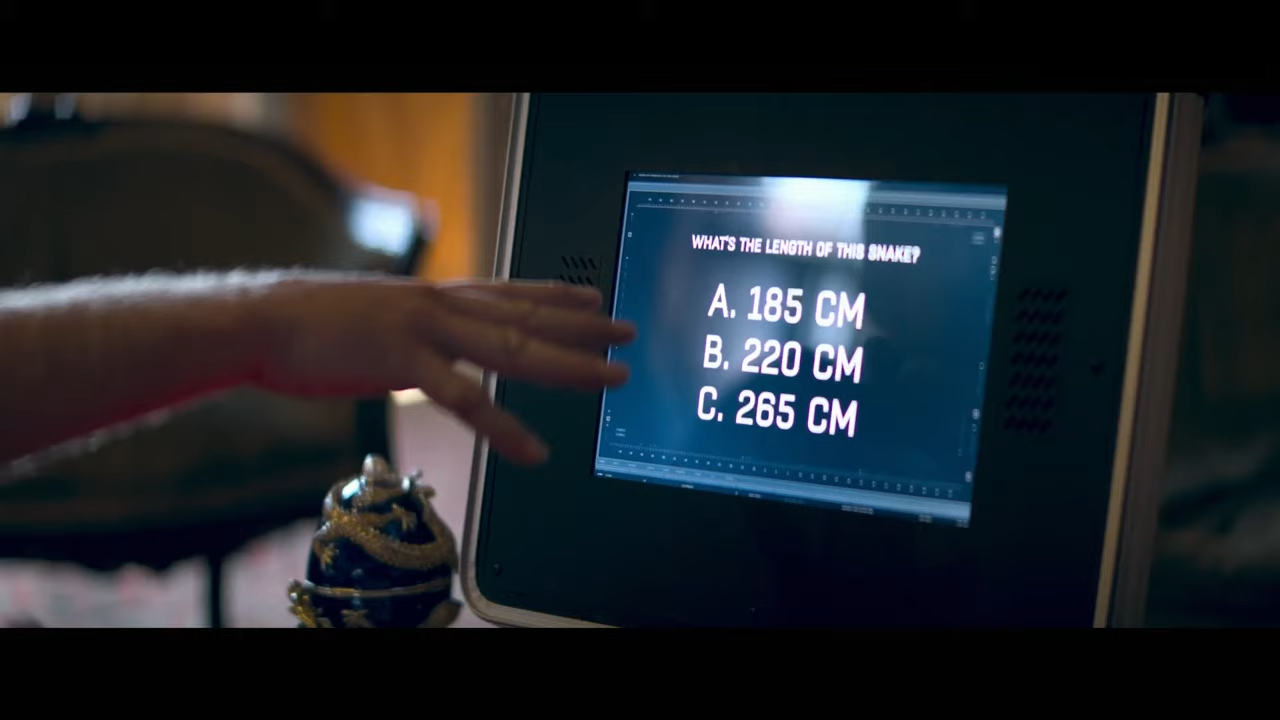 WHAT'S THE LENGTH OF THIS SNAKE?
A. 185 CM
B. 220 CM
C. 265 CM